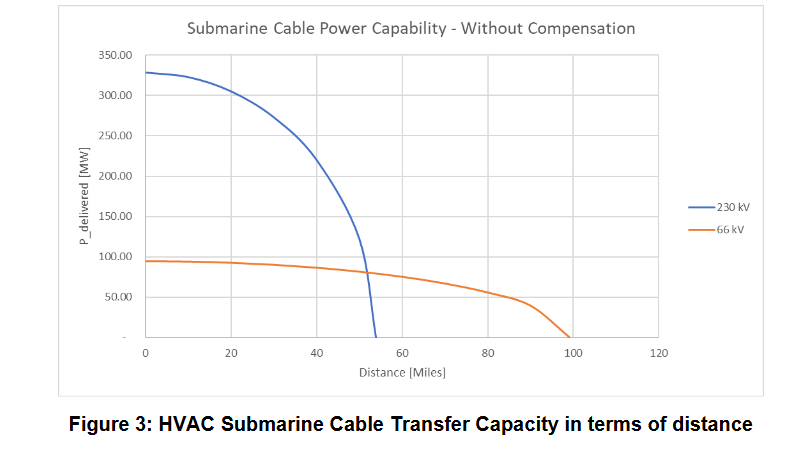 Submarine Cable Power Capability - Without Compensation
350.00
300.00
250.00
200.00
150.00
100.00
50.00
-
P_delivered [MW]
0 20 40 60 80 100 120
Distance [Miles]
230 kV
66 kV
Figure 3: HVAC Submarine Cable Transfer Capacity in terms of distance